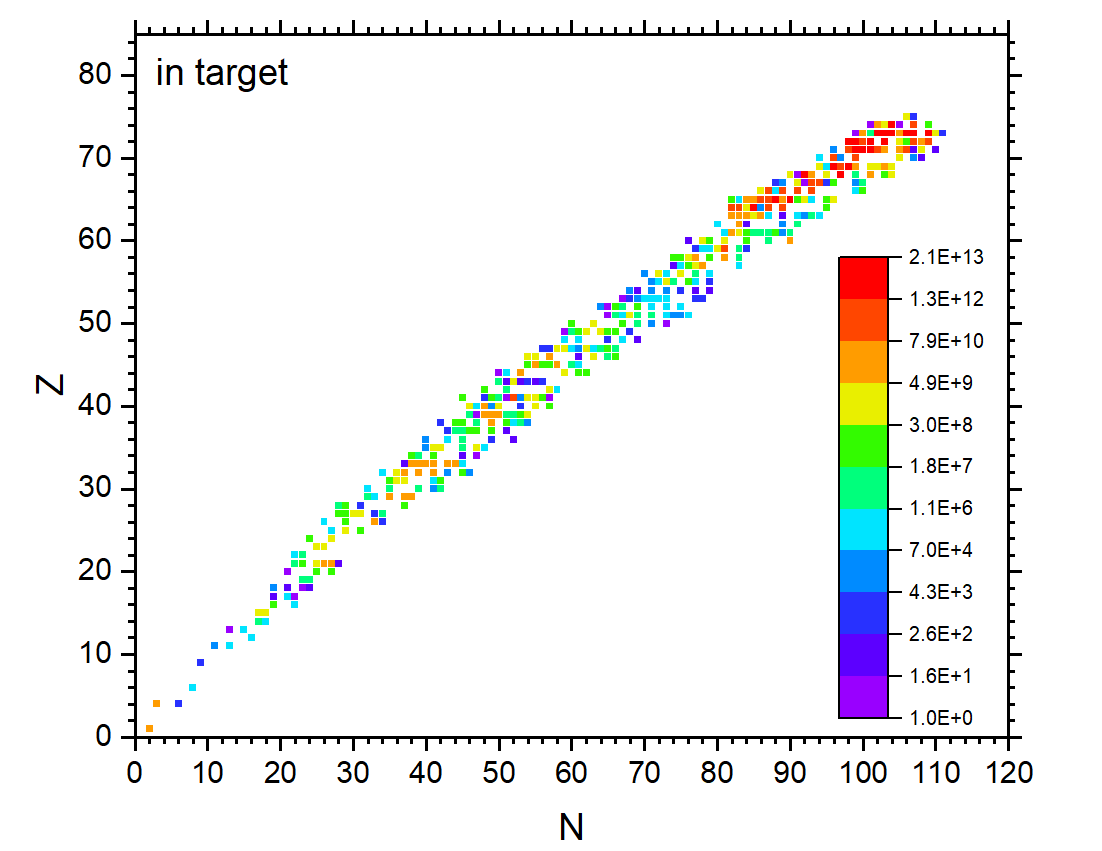 in target
80
70
60
50
40
30
20
10
0
Z
2.1E+13
1.3E+12
7.9E+10
4.9E+9
3.0E+8
1.8E+7
1.1E+6
7.0E+4
4.3E+3
2.6E+2
1.6E+1
1.0E+0
0 10 20 30 40 50 60 70 80 90 100 110 120
N